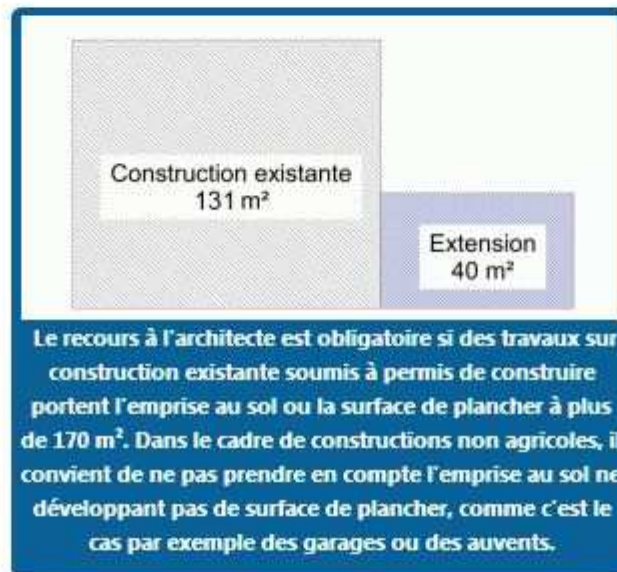 Construction existante
131 m²
Extension
40 m²
Le recours à l'architecte est obligatoire si des travaux sur
construction existante soumis à permis de construire
portent l'emprise au sol ou la surface de plancher à plus
de 170 m². Dans le cadre de constructions non agricoles, il
convient de ne pas prendre en compte l'emprise au sol ne
développant pas de surface de plancher, comme c'est le
cas par exemple des garages ou des auvents.